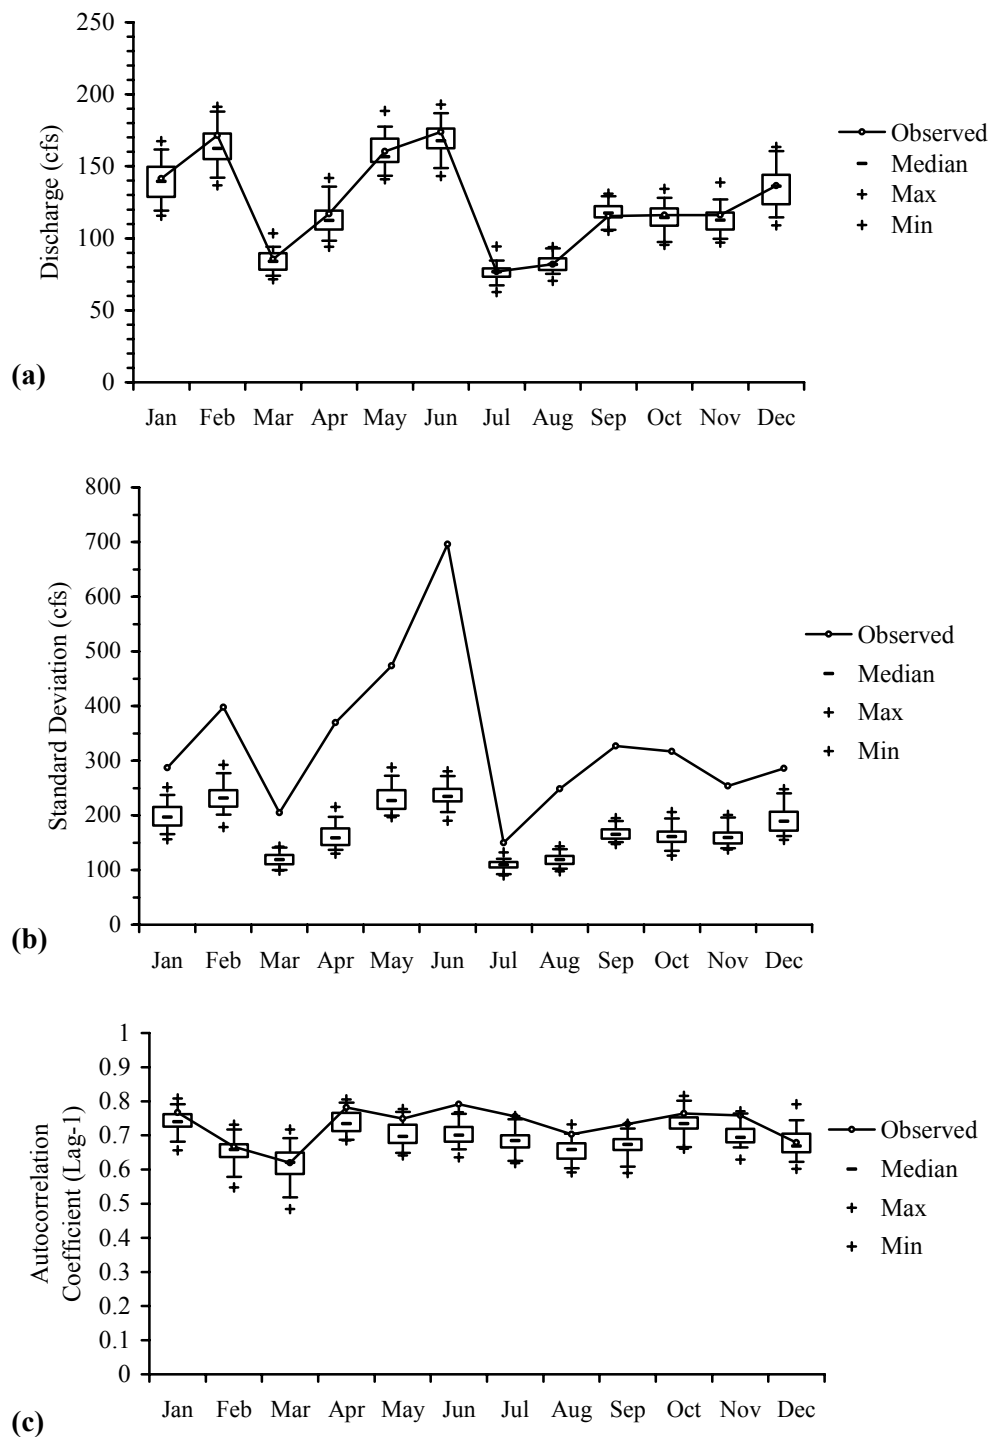 250
200
150
100
50
0
Discharge (cfs)
Jan Feb Mar Apr May Jun Jul Aug Sep Oct Nov Dec
Observed
Median
Max
Min
(a)
800
700
600
500
400
300
200
100
0
Standard Deviation (cfs)
Jan Feb Mar Apr May Jun Jul Aug Sep Oct Nov Dec
Observed
Median
Max
Min
(b)
1
0.9
0.8
0.7
0.6
0.5
0.4
0.3
0.2
0.1
0
Autocorrelation
Coefficient (Lag-1)
Jan Feb Mar Apr May Jun Jul Aug Sep Oct Nov Dec
Observed
Median
Max
Min
(c)